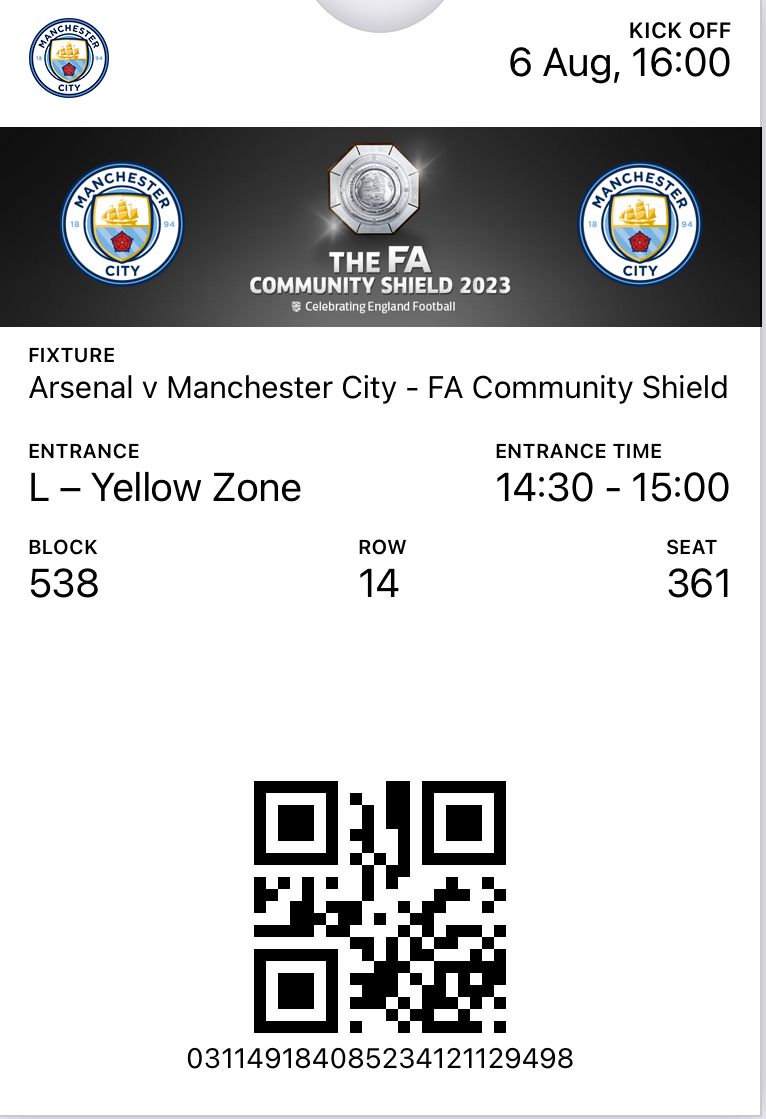 MANCHESTER
18 94
CITY
KICK OFF
6 Aug, 16:00
MANCHESTER
18 94
CITY
THE FA
COMMUNITY SHIELD 2023
Celebrating England Football
MANCHESTER
18 94
CITY
FIXTURE
Arsenal v Manchester City - FA Community Shield
ENTRANCE
L – Yellow Zone
ENTRANCE TIME
14:30 - 15:00
BLOCK
538
ROW
14
SEAT
361
031149184085234121129498